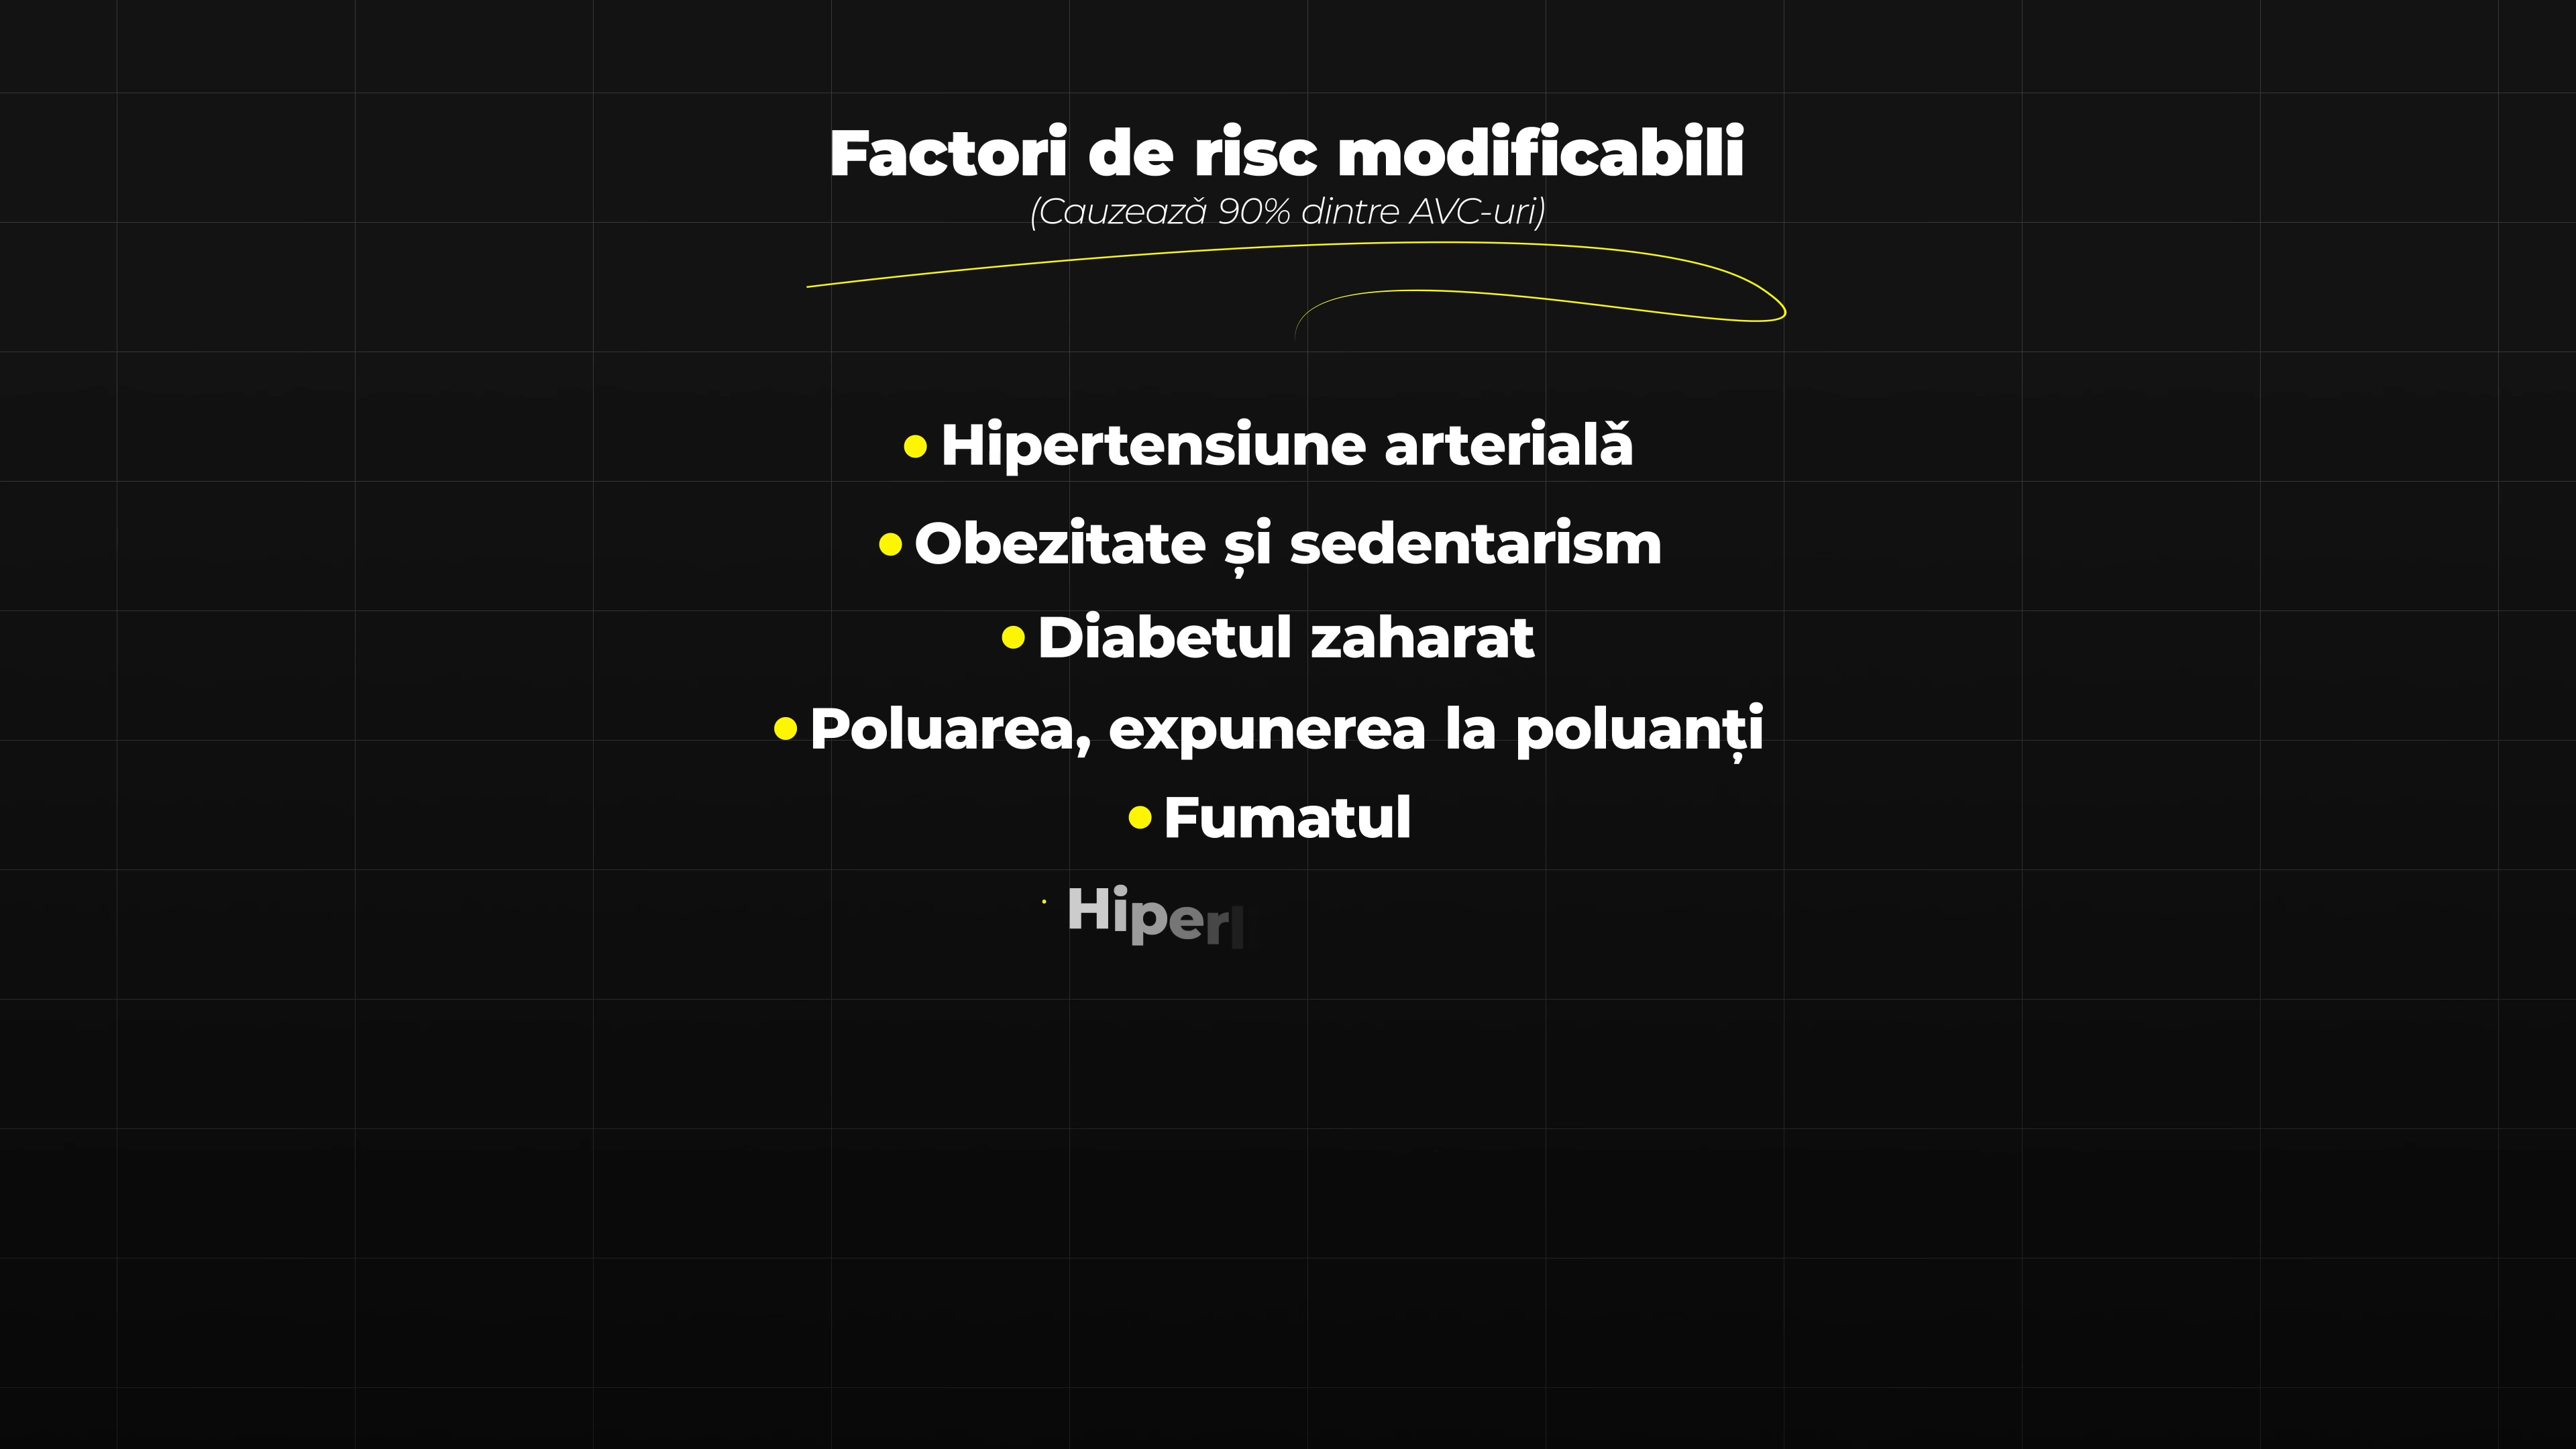 Factori de risc modificabili
(Cauzează 90% dintre AVC-uri)
Hipertensiune arterială
Obezitate și sedentarism
Diabetul zaharat
Poluarea, expunerea la poluanți
Fumatul